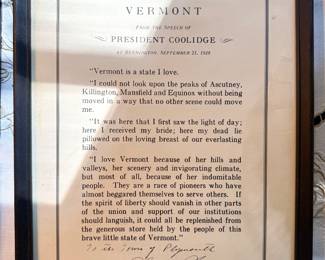 VERMONT
FROM THE SPEECH OF
PRESIDENT COOLIDGE
AT BENNINGTON, SEPTEMBER 21, 1928
"Vermont is a state I love.
"I could not look upon the peaks of Ascutney,
Killington, Mansfield and Equinox without being
moved in a way that no other scene could move
me.
"It was here that I first saw the light of day;
here I received my bride; here my dead lie
pillowed on the loving breast of our everlasting
hills.
"I love Vermont because of her hills and
valleys, her scenery and invigorating climate,
but most of all, because of her indomitable
people. They are a race of pioneers who have
almost beggared themselves to serve others. If
the spirit of liberty should vanish in other parts
of the union and support of our institutions
should languish, it could all be replenished from
the generous store held by the people of this
brave little state of Vermont."
To the Town of Plymouth